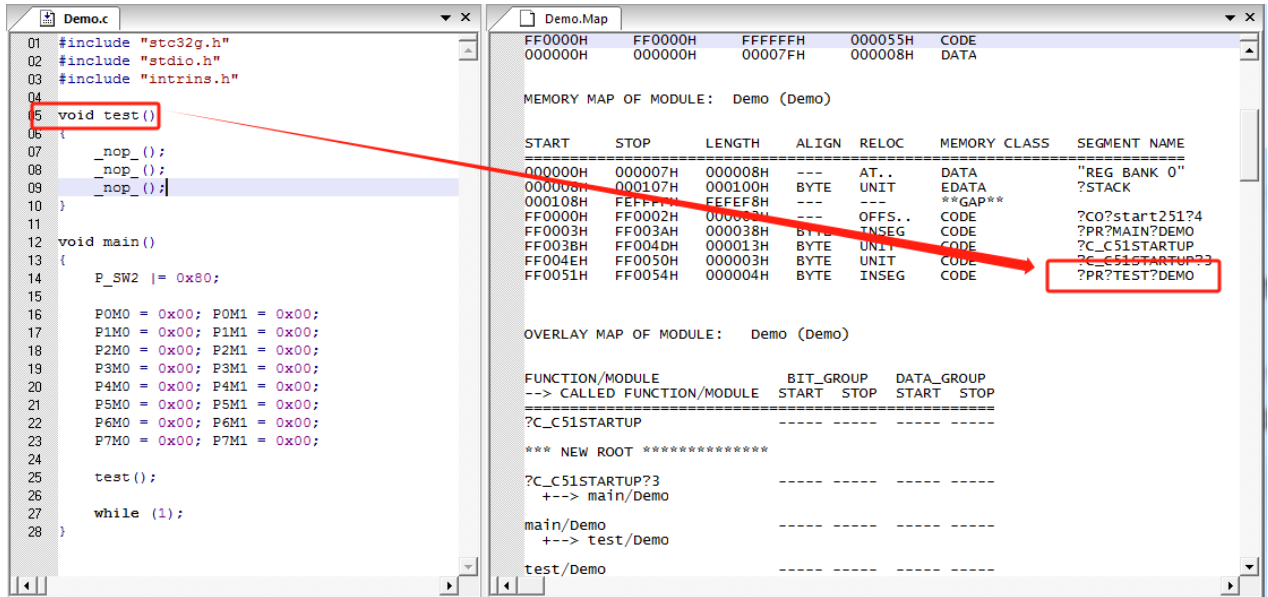 Demo.c
01 #include "stc32g.h"
02 #include "stdio.h"
03 #include "intrins.h"
04
05 void test()
06 {
07 _nop_();
08 _nop_();
09 _nop_();
10 }
11
12 void main()
13 {
14 P_SW2 |= 0x80;
15
16 P0M0 = 0x00; P0M1 = 0x00;
17 P1M0 = 0x00; P1M1 = 0x00;
18 P2M0 = 0x00; P2M1 = 0x00;
19 P3M0 = 0x00; P3M1 = 0x00;
20 P4M0 = 0x00; P4M1 = 0x00;
21 P5M0 = 0x00; P5M1 = 0x00;
22 P6M0 = 0x00; P6M1 = 0x00;
23 P7M0 = 0x00; P7M1 = 0x00;
24
25 test();
26
27 while (1);
28 }
Demo.Map
FF0000H FF0000H FFFFFFH 000055H CODE
000000H 000000H 00007FH 000008H DATA
MEMORY MAP OF MODULE: Demo (Demo)
START STOP LENGTH ALIGN RELOC MEMORY CLASS SEGMENT NAME
=========================================================================
000000H 000007H 000008H --- AT.. DATA "REG BANK 0"
000008H 000107H 000100H BYTE UNIT EDATA ?STACK
000108H FEFFFFH FEFEF8H --- --- **GAP**
FF0000H FF0002H 000003H --- OFFS.. CODE ?CO?start251?4
FF0003H FF003AH 000038H BYTE INSEG CODE ?PR?MAIN?DEMO
FF003BH FF004DH 000013H BYTE UNIT CODE ?C_C51STARTUP
FF004EH FF0050H 000003H BYTE UNIT CODE ?C_C51STARTUP?3
FF0051H FF0054H 000004H BYTE INSEG CODE ?PR?TEST?DEMO
OVERLAY MAP OF MODULE: Demo (Demo)
FUNCTION/MODULE BIT_GROUP DATA_GROUP
--> CALLED FUNCTION/MODULE START STOP START STOP
====================================================
?C_C51STARTUP ----- ----- ----- -----
*** NEW ROOT **************
?C_C51STARTUP?3 ----- ----- ----- -----
+--> main/Demo
main/Demo ----- ----- ----- -----
+--> test/Demo
test/Demo ----- ----- ----- -----